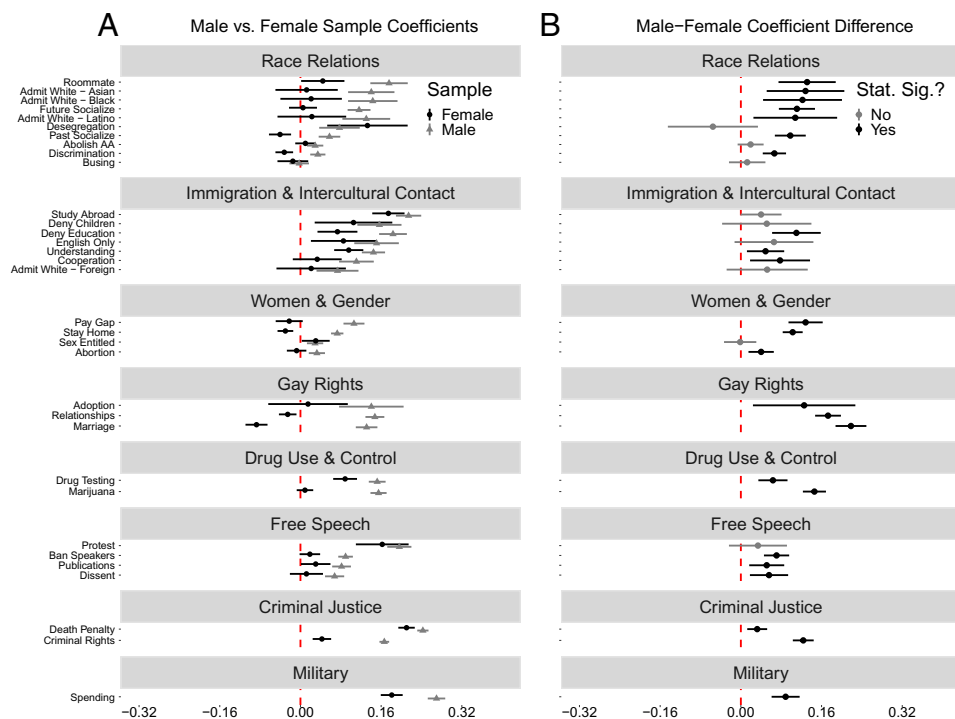 A
Male vs. Female Sample Coefficients
Race Relations
Roommate
Admit White − Asian
Admit White − Black
Future Socialize
Admit White − Latino
Desegregation
Past Socialize
Abolish AA
Discrimination
Busing
Sample
Female
Male
Immigration & Intercultural Contact
Study Abroad
Deny Children
Deny Education
English Only
Understanding
Cooperation
Admit White − Foreign
Women & Gender
Pay Gap
Stay Home
Sex Entitled
Abortion
Gay Rights
Adoption
Relationships
Marriage
Drug Use & Control
Drug Testing
Marijuana
Free Speech
Protest
Ban Speakers
Publications
Dissent
Criminal Justice
Death Penalty
Criminal Rights
Military
Spending
−0.32 −0.16 0.00 0.16 0.32
B
Male−Female Coefficient Difference
Race Relations
Stat. Sig.?
No
Yes
Immigration & Intercultural Contact
Women & Gender
Gay Rights
Drug Use & Control
Free Speech
Criminal Justice
Military
−0.32 −0.16 0.00 0.16 0.32